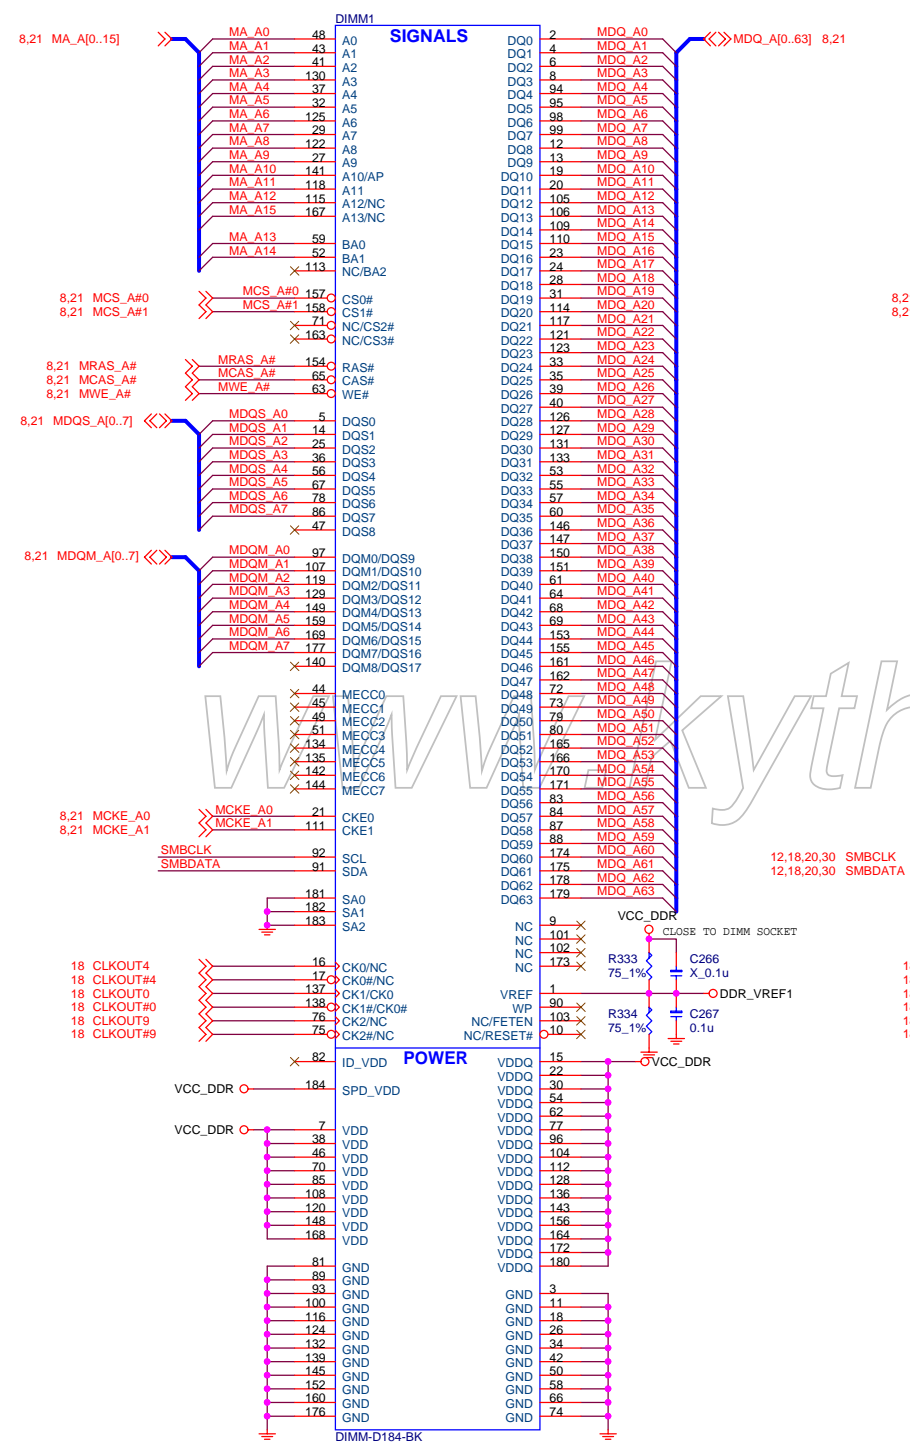 DIMM1
SIGNALS
8,21 MA_A[0..15]
MA_A0 48 A0
MA_A1 43 A1
MA_A2 41 A2
MA_A3 130 A3
MA_A4 37 A4
MA_A5 32 A5
MA_A6 125 A6
MA_A7 29 A7
MA_A8 122 A8
MA_A9 27 A9
MA_A10 141 A10/AP
MA_A11 118 A11
MA_A12 115 A12/NC
MA_A15 167 A13/NC
MA_A13 59 BA0
MA_A14 52 BA1
113 NC/BA2
8,21 MCS_A#0 MCS_A#0 157 CS0#
8,21 MCS_A#1 MCS_A#1 158 CS1#
71 NC/CS2#
163 NC/CS3#
8,21 MRAS_A# MRAS_A# 154 RAS#
8,21 MCAS_A# MCAS_A# 65 CAS#
8,21 MWE_A# MWE_A# 63 WE#
8,21 MDQS_A[0..7]
MDQS_A0 5 DQS0
MDQS_A1 14 DQS1
MDQS_A2 25 DQS2
MDQS_A3 36 DQS3
MDQS_A4 56 DQS4
MDQS_A5 67 DQS5
MDQS_A6 78 DQS6
MDQS_A7 86 DQS7
47 DQS8
8,21 MDQM_A[0..7]
MDQM_A0 97 DQM0/DQS9
MDQM_A1 107 DQM1/DQS10
MDQM_A2 119 DQM2/DQS11
MDQM_A3 129 DQM3/DQS12
MDQM_A4 149 DQM4/DQS13
MDQM_A5 159 DQM5/DQS14
MDQM_A6 169 DQM6/DQS15
MDQM_A7 177 DQM7/DQS16
140 DQM8/DQS17
44 MECC0
45 MECC1
49 MECC2
51 MECC3
134 MECC4
135 MECC5
142 MECC6
144 MECC7
8,21 MCKE_A0 MCKE_A0 21 CKE0
8,21 MCKE_A1 MCKE_A1 111 CKE1
SMBCLK 92 SCL
SMBDATA 91 SDA
181 SA0
182 SA1
183 SA2
18 CLKOUT4 16 CK0/NC
18 CLKOUT#4 17 CK0#/NC
18 CLKOUT0 137 CK1/CK0
18 CLKOUT#0 138 CK1#/CK0#
18 CLKOUT9 76 CK2/NC
18 CLKOUT#9 75 CK2#/NC
MDQ_A[0..63] 8,21
DQ0 2 MDQ_A0
DQ1 4 MDQ_A1
DQ2 6 MDQ_A2
DQ3 8 MDQ_A3
DQ4 94 MDQ_A4
DQ5 95 MDQ_A5
DQ6 98 MDQ_A6
DQ7 99 MDQ_A7
DQ8 12 MDQ_A8
DQ9 13 MDQ_A9
DQ10 19 MDQ_A10
DQ11 20 MDQ_A11
DQ12 105 MDQ_A12
DQ13 106 MDQ_A13
DQ14 109 MDQ_A14
DQ15 110 MDQ_A15
DQ16 23 MDQ_A16
DQ17 24 MDQ_A17
DQ18 28 MDQ_A18
DQ19 31 MDQ_A19
DQ20 114 MDQ_A20
DQ21 117 MDQ_A21
DQ22 121 MDQ_A22
DQ23 123 MDQ_A23
DQ24 33 MDQ_A24
DQ25 35 MDQ_A25
DQ26 39 MDQ_A26
DQ27 40 MDQ_A27
DQ28 126 MDQ_A28
DQ29 127 MDQ_A29
DQ30 131 MDQ_A30
DQ31 133 MDQ_A31
DQ32 53 MDQ_A32
DQ33 55 MDQ_A33
DQ34 57 MDQ_A34
DQ35 60 MDQ_A35
DQ36 146 MDQ_A36
DQ37 147 MDQ_A37
DQ38 150 MDQ_A38
DQ39 151 MDQ_A39
DQ40 61 MDQ_A40
DQ41 64 MDQ_A41
DQ42 68 MDQ_A42
DQ43 69 MDQ_A43
DQ44 153 MDQ_A44
DQ45 155 MDQ_A45
DQ46 161 MDQ_A46
DQ47 162 MDQ_A47
DQ48 72 MDQ_A48
DQ49 73 MDQ_A49
DQ50 79 MDQ_A50
DQ51 80 MDQ_A51
DQ52 165 MDQ_A52
DQ53 166 MDQ_A53
DQ54 170 MDQ_A54
DQ55 171 MDQ_A55
DQ56 83 MDQ_A56
DQ57 84 MDQ_A57
DQ58 87 MDQ_A58
DQ59 88 MDQ_A59
DQ60 174 MDQ_A60
DQ61 175 MDQ_A61
DQ62 178 MDQ_A62
DQ63 179 MDQ_A63
NC 9
NC 101
NC 102
NC 173
VREF 1
WP 90
NC/FETEN 103
NC/RESET# 10
VCC_DDR
CLOSE TO DIMM SOCKET
R333
75_1%
C266
X_0.1u
DDR_VREF1
R334
75_1%
C267
0.1u
8,2
8,2
12,18,20,30 SMBCLK
12,18,20,30 SMBDATA
1
1
1
1
1
1
POWER
82 ID_VDD
VCC_DDR 184 SPD_VDD
VCC_DDR 7 VDD
38 VDD
46 VDD
70 VDD
85 VDD
108 VDD
120 VDD
148 VDD
168 VDD
81 GND
89 GND
93 GND
100 GND
116 GND
124 GND
132 GND
139 GND
145 GND
152 GND
160 GND
176 GND
VDDQ 15 VCC_DDR
VDDQ 22
VDDQ 30
VDDQ 54
VDDQ 62
VDDQ 77
VDDQ 96
VDDQ 104
VDDQ 112
VDDQ 128
VDDQ 136
VDDQ 143
VDDQ 156
VDDQ 164
VDDQ 172
VDDQ 180
GND 3
GND 11
GND 18
GND 26
GND 34
GND 42
GND 50
GND 58
GND 66
GND 74
DIMM-D184-BK